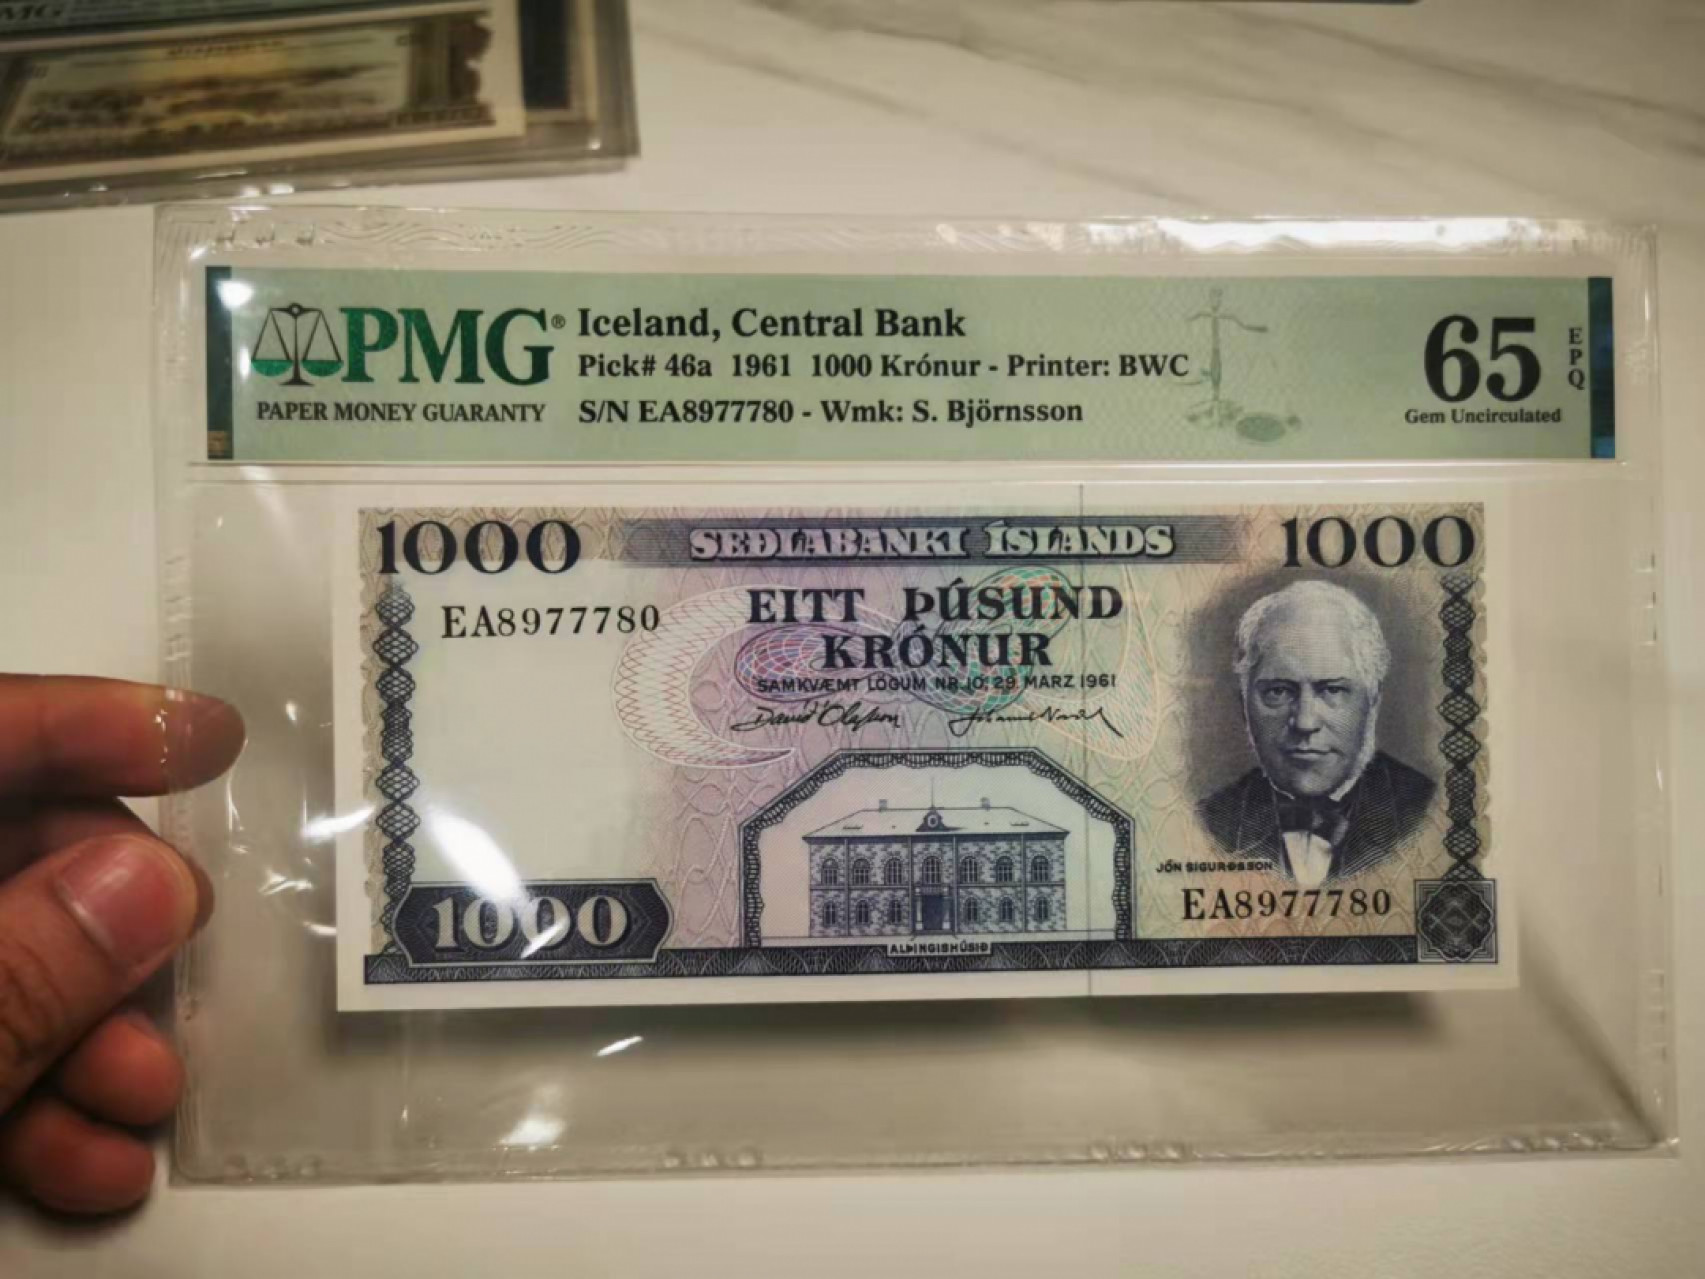 PMG® Iceland, Central Bank
Pick# 46a 1961 1000 Krónur - Printer: BWC
PAPER MONEY GUARANTY
S/N EA8977780 - Wmk: S. Björnsson
65
EPQ
Gem Uncirculated
1000 SEÐLABANKI ÍSLANDS 1000
EA8977780
EITT ÞÚSUND
KRÓNUR
SAMKVÆMT LÖGUM NR. 10, 29. MARZ 1961
JÓN SIGURÐSSON
EA8977780
1000
ALÞINGISHÚSIÐ